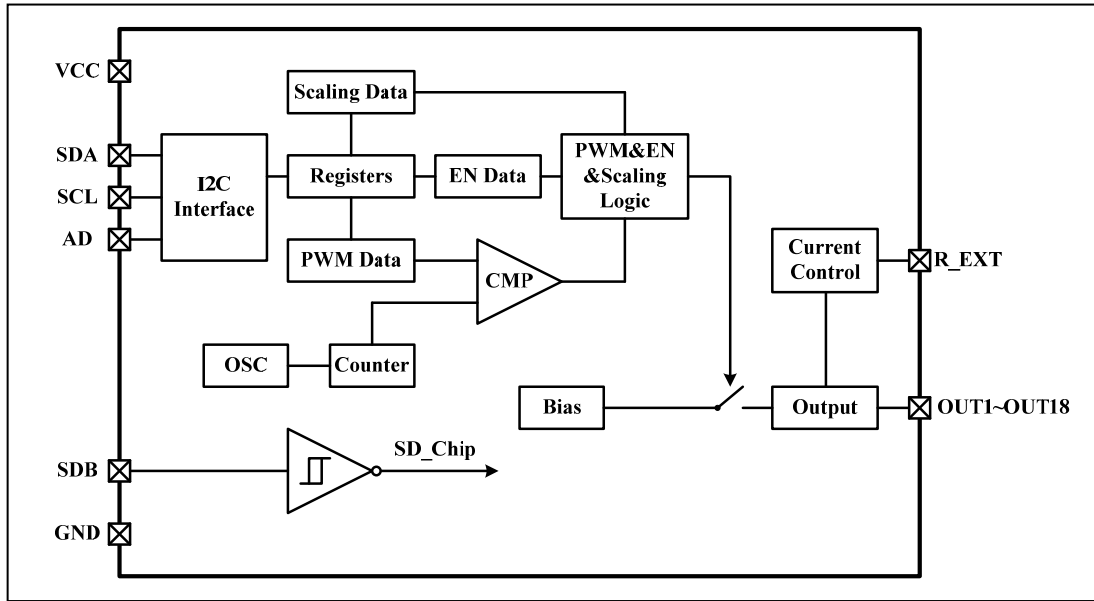 VCC
SDA
SCL
AD
I2C
Interface
Scaling Data
Registers
EN Data
PWM&EN
&Scaling
Logic
PWM Data
CMP
OSC
Counter
Current
Control
R_EXT
Bias
Output
OUT1~OUT18
SDB
SD_Chip
GND